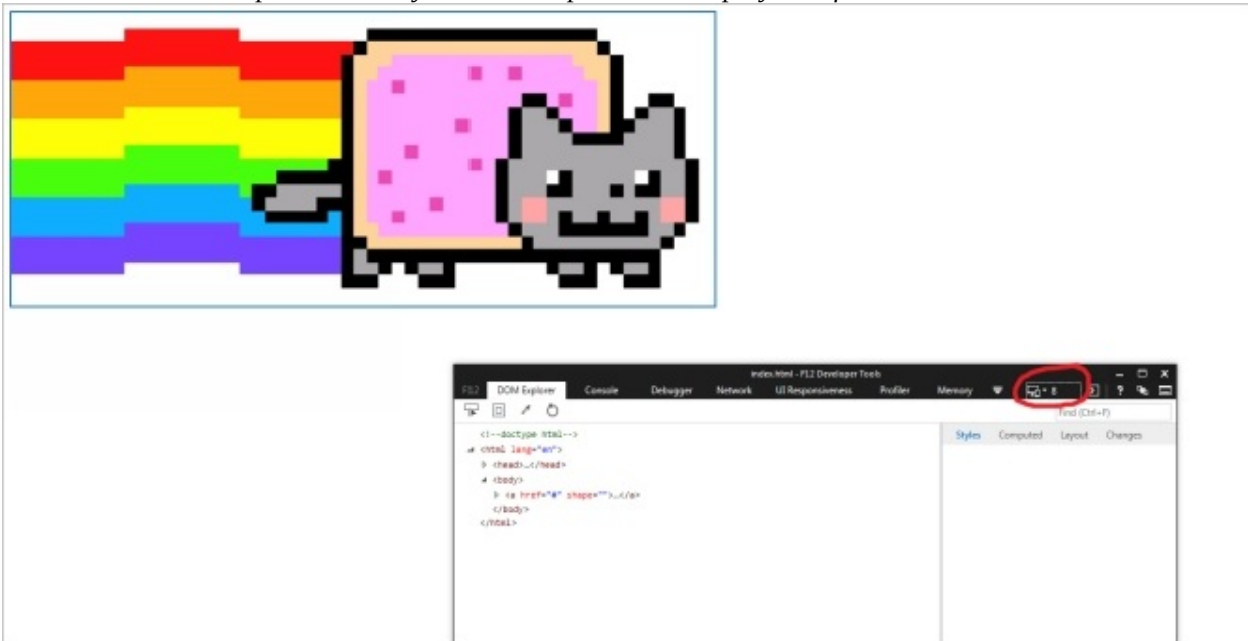 index.html - F12 Developer Tools
F12 DOM Explorer Console Debugger Network UI Responsiveness Profiler Memory 8 ?
Find (Ctrl+F)
<!--doctype html-->
<html lang="en">
<head>…</head>
<body>
<a href="#" shape="">…</a>
</body>
</html>
Styles Computed Layout Changes